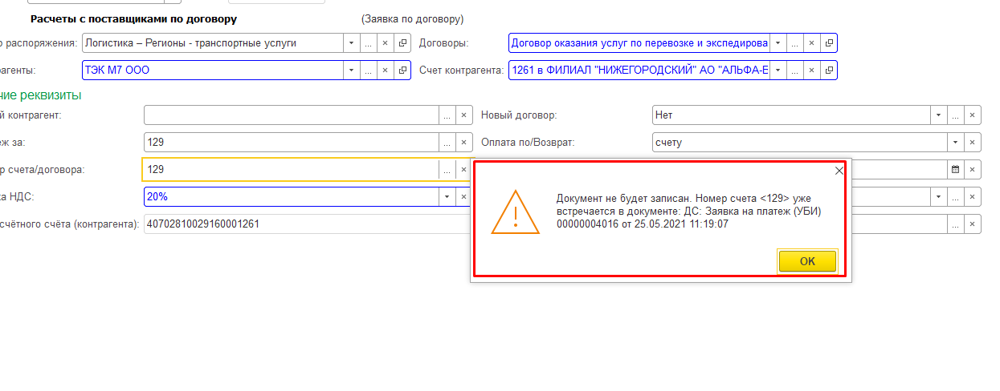 Расчеты с поставщиками по договору (Заявка по договору)
о распоряжения: Логистика – Регионы - транспортные услуги Договоры: Договор оказания услуг по перевозке и экспедирова
рагенты: ТЭК М7 ООО Счет контрагента: 1261 в ФИЛИАЛ "НИЖЕГОРОДСКИЙ" АО "АЛЬФА-Б
ние реквизиты
й контрагент: Новый договор: Нет
еж за: 129 Оплата по/Возврат: счету
р счета/договора: 129
ка НДС: 20%
счётного счёта (контрагента): 40702810029160001261
Документ не будет записан. Номер счета <129> уже
встречается в документе: ДС: Заявка на платеж (УБИ)
00000004016 от 25.05.2021 11:19:07
ОК